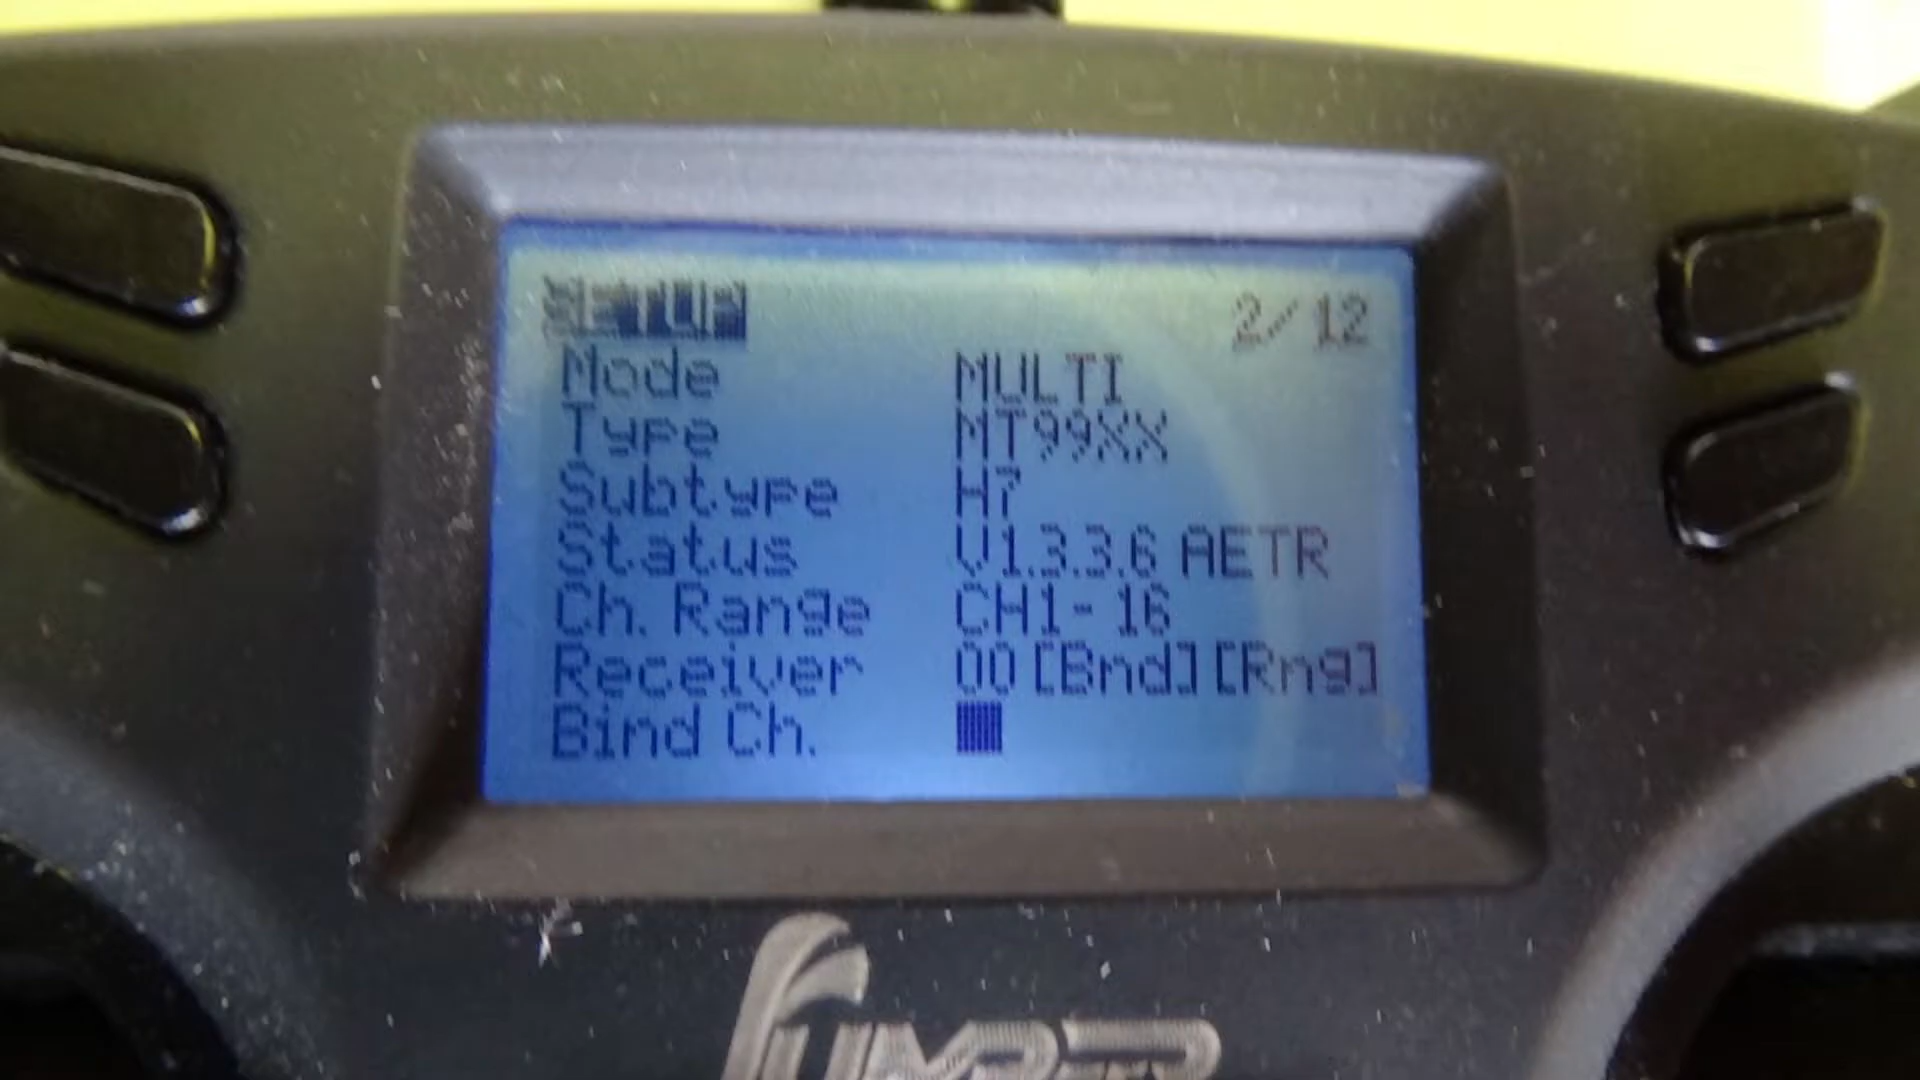 SETUP 2/12
Mode MULTI
Type MT99XX
Subtype H7
Status V1.3.3.6 AETR
Ch. Range CH1-16
Receiver 00 [Bnd] [Rng]
Bind Ch.
JUMPER